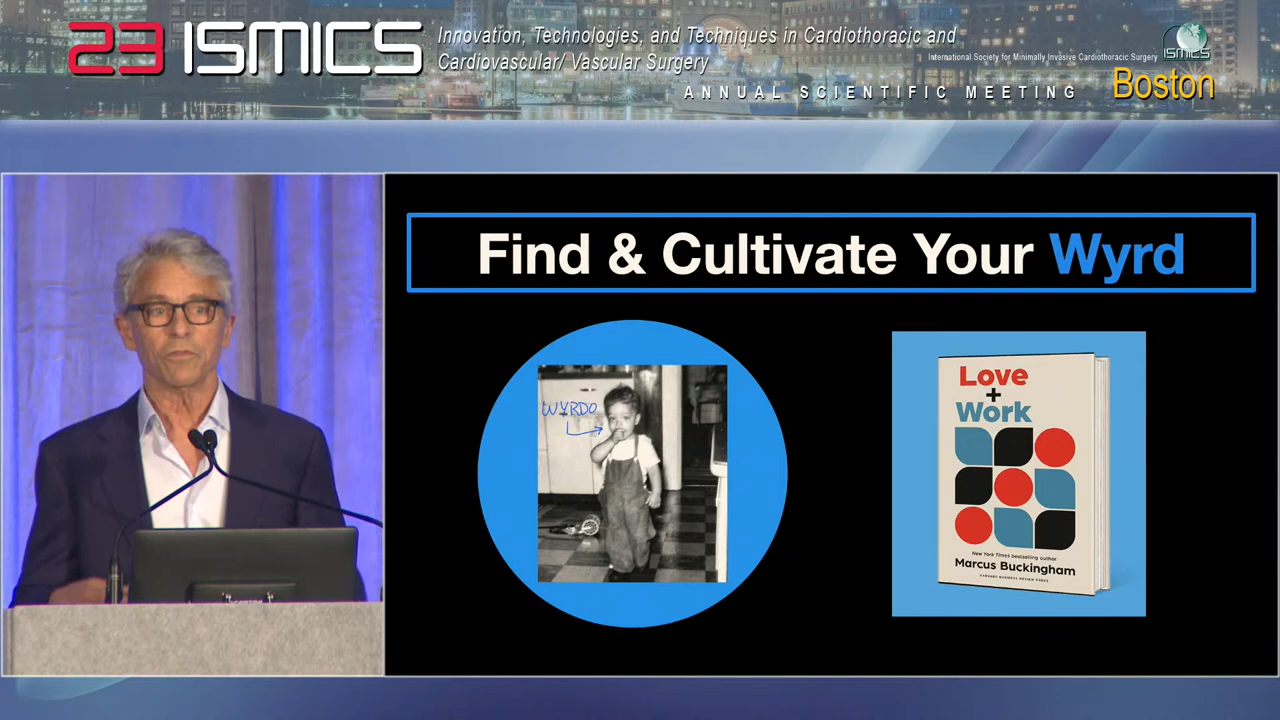 23 ISMICS
Innovation, Technologies, and Techniques in Cardiothoracic and
Cardiovascular/ Vascular Surgery
International Society for Minimally Invasive Cardiothoracic Surgery
ISMICS
ANNUAL SCIENTIFIC MEETING
Boston
Find & Cultivate Your Wyrd
WYRDO
Love
+
Work
New York Times bestselling author
Marcus Buckingham
HARVARD BUSINESS REVIEW PRESS